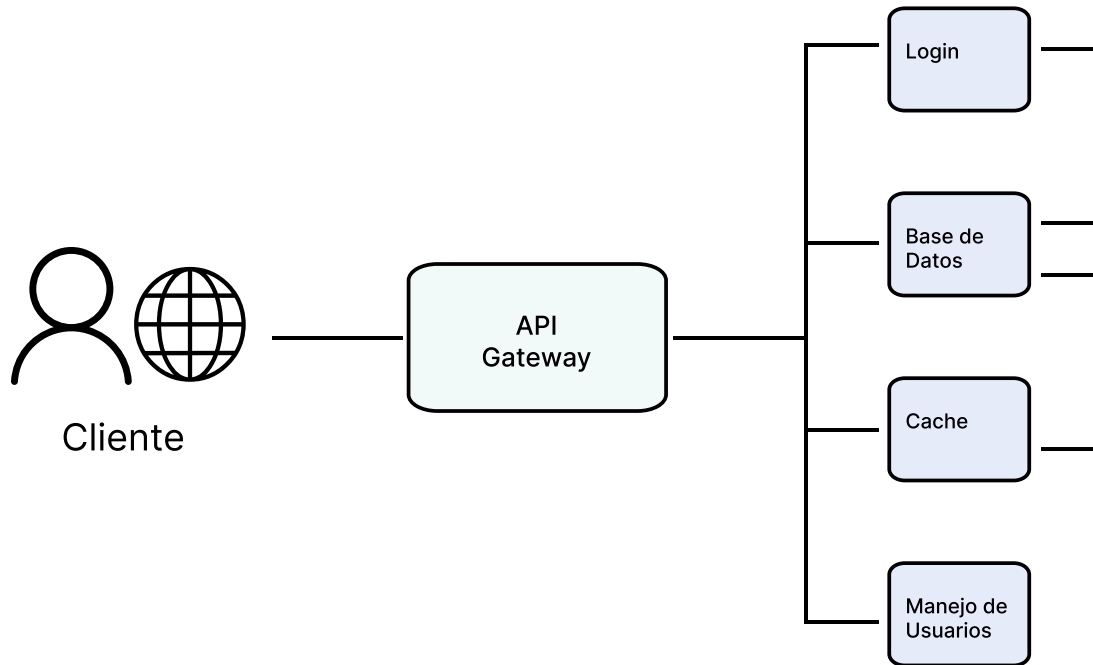 Login
Base de
Datos
API
Gateway
Cache
Cliente
Manejo de
Usuarios